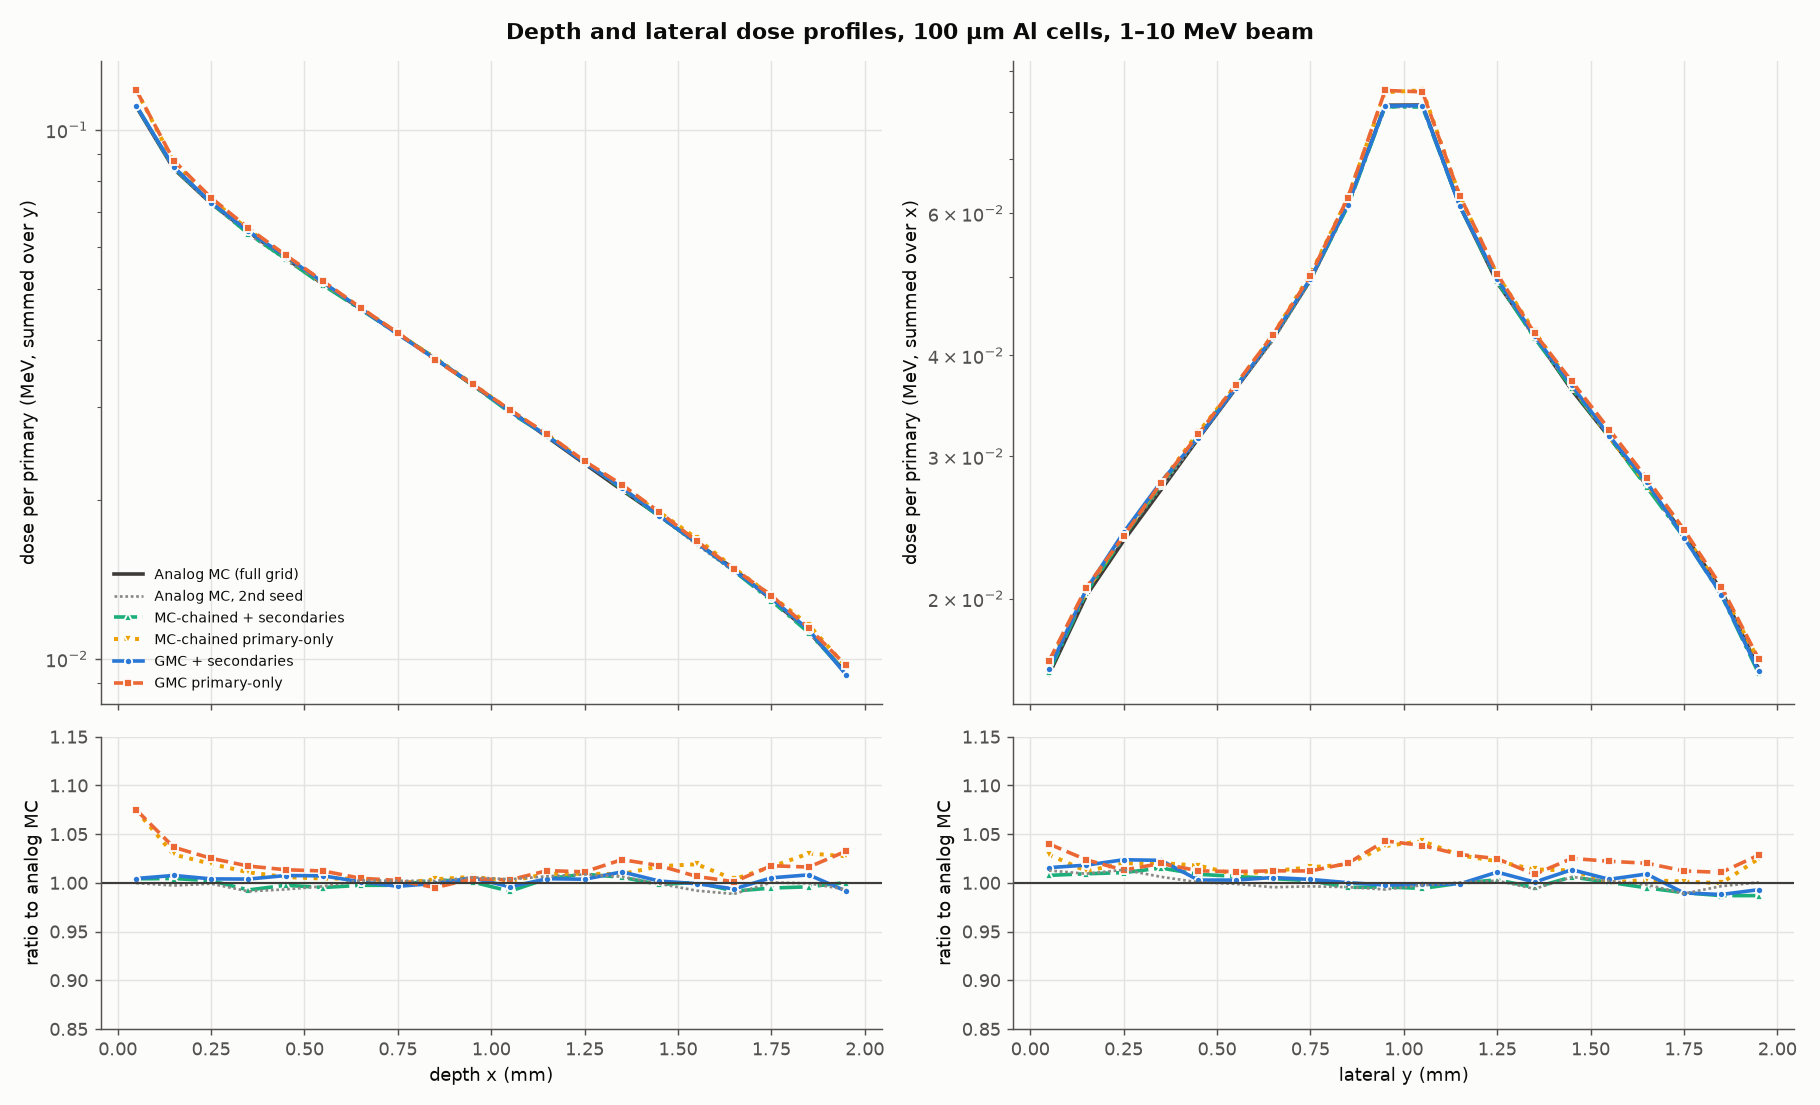 Depth and lateral dose profiles, 100 μm Al cells, 1–10 MeV beam
dose per primary (MeV, summed over y)
10⁻¹
10⁻²
Analog MC (full grid)
Analog MC, 2nd seed
MC-chained + secondaries
MC-chained primary-only
GMC + secondaries
GMC primary-only
dose per primary (MeV, summed over x)
6 × 10⁻²
4 × 10⁻²
3 × 10⁻²
2 × 10⁻²
ratio to analog MC
1.15
1.10
1.05
1.00
0.95
0.90
0.85
0.00 0.25 0.50 0.75 1.00 1.25 1.50 1.75 2.00
depth x (mm)
ratio to analog MC
1.15
1.10
1.05
1.00
0.95
0.90
0.85
0.00 0.25 0.50 0.75 1.00 1.25 1.50 1.75 2.00
lateral y (mm)